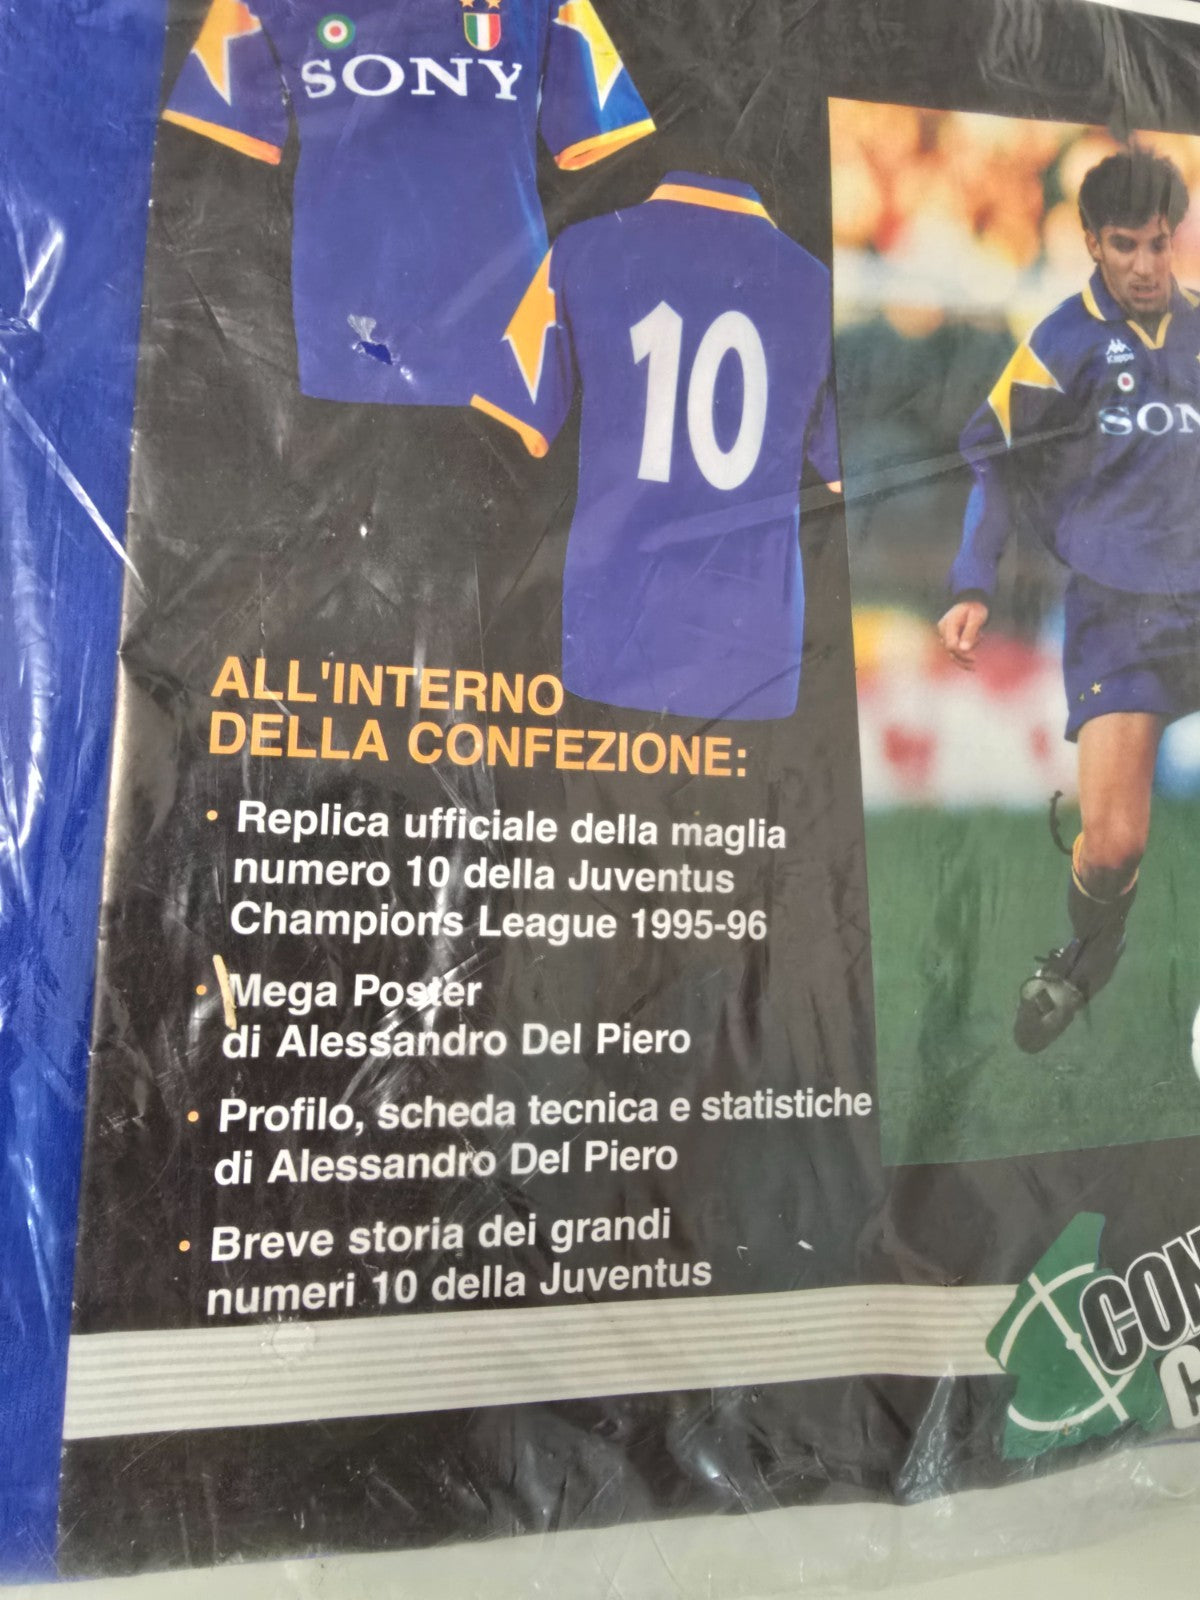 SONY
10
Kappa
ALL'INTERNO
DELLA CONFEZIONE:
• Replica ufficiale della maglia
numero 10 della Juventus
Champions League 1995-96
• Mega Poster
di Alessandro Del Piero
• Profilo, scheda tecnica e statistiche
di Alessandro Del Piero
• Breve storia dei grandi
numeri 10 della Juventus